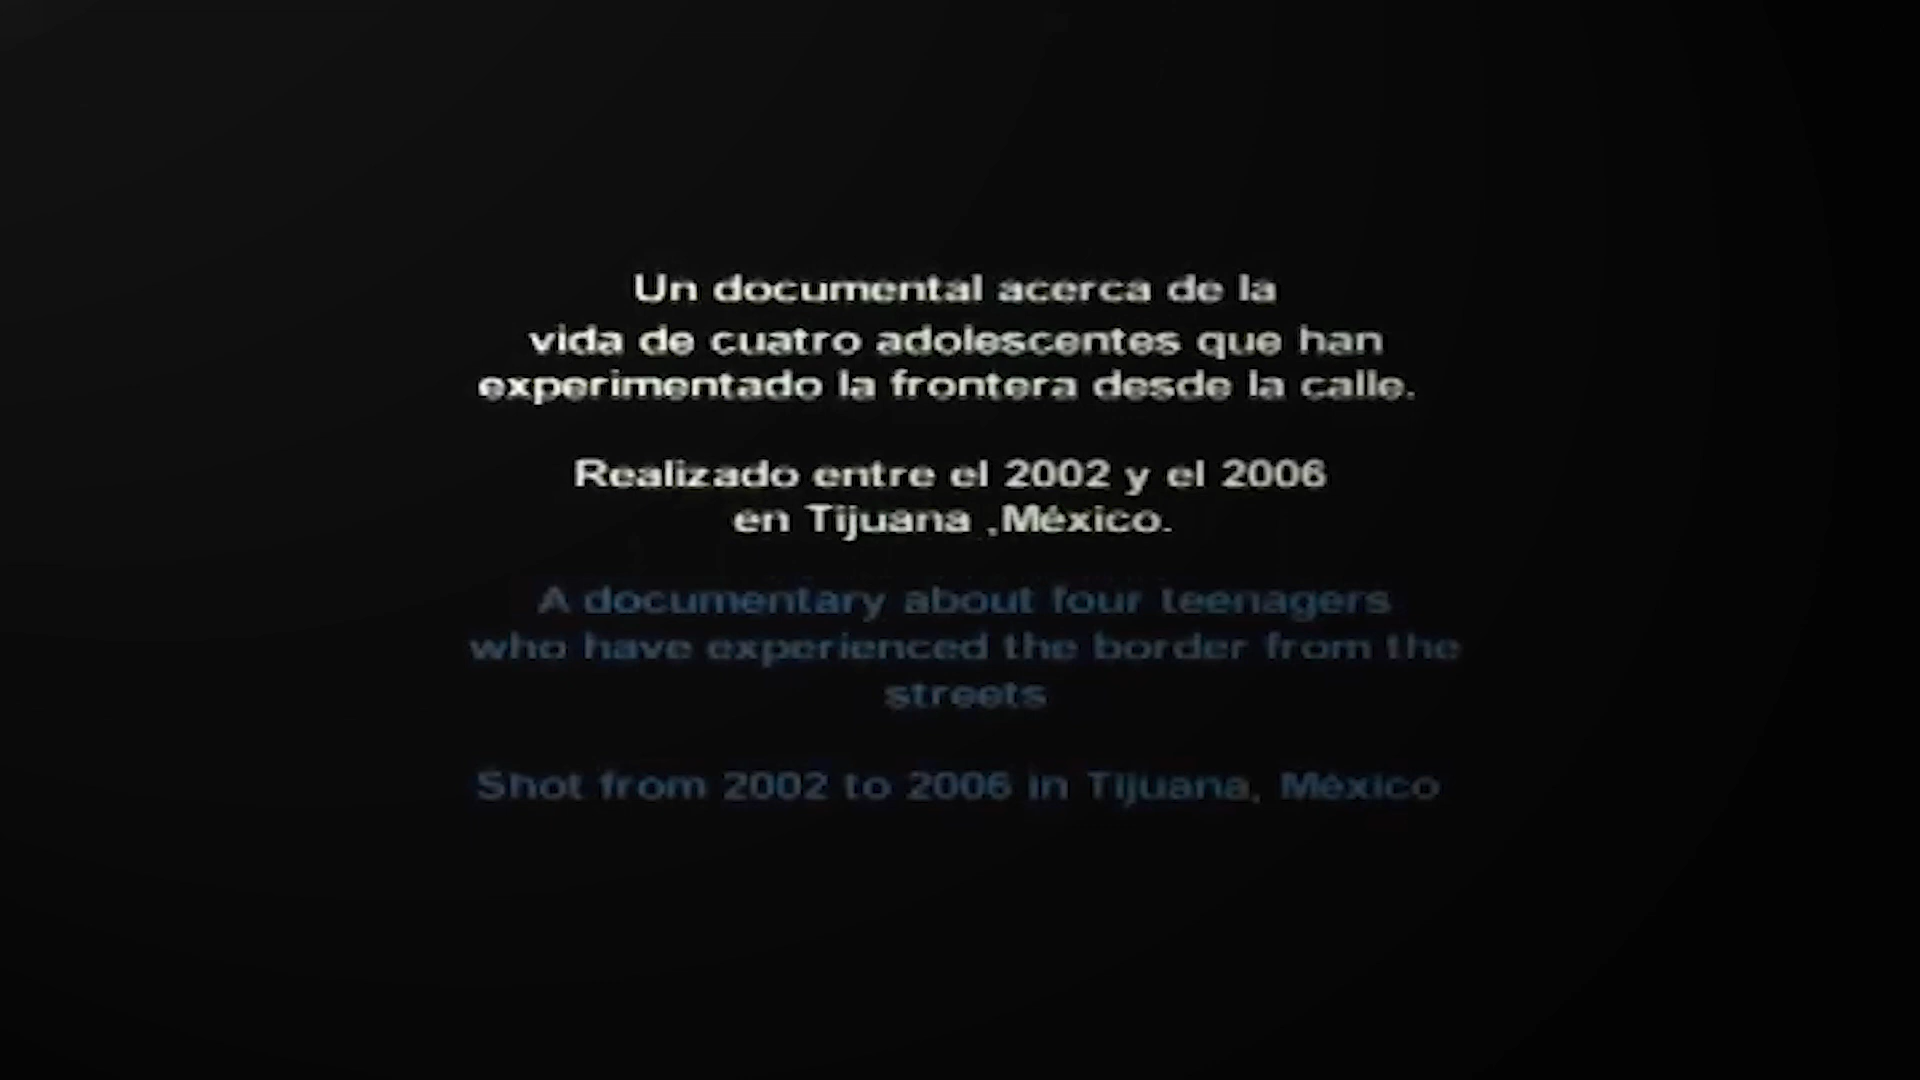 Un documental acerca de la
vida de cuatro adolescentes que han
experimentado la frontera desde la calle.
Realizado entre el 2002 y el 2006
en Tijuana ,México.
A documentary about four teenagers
who have experienced the border from the
streets
Shot from 2002 to 2006 in Tijuana, México